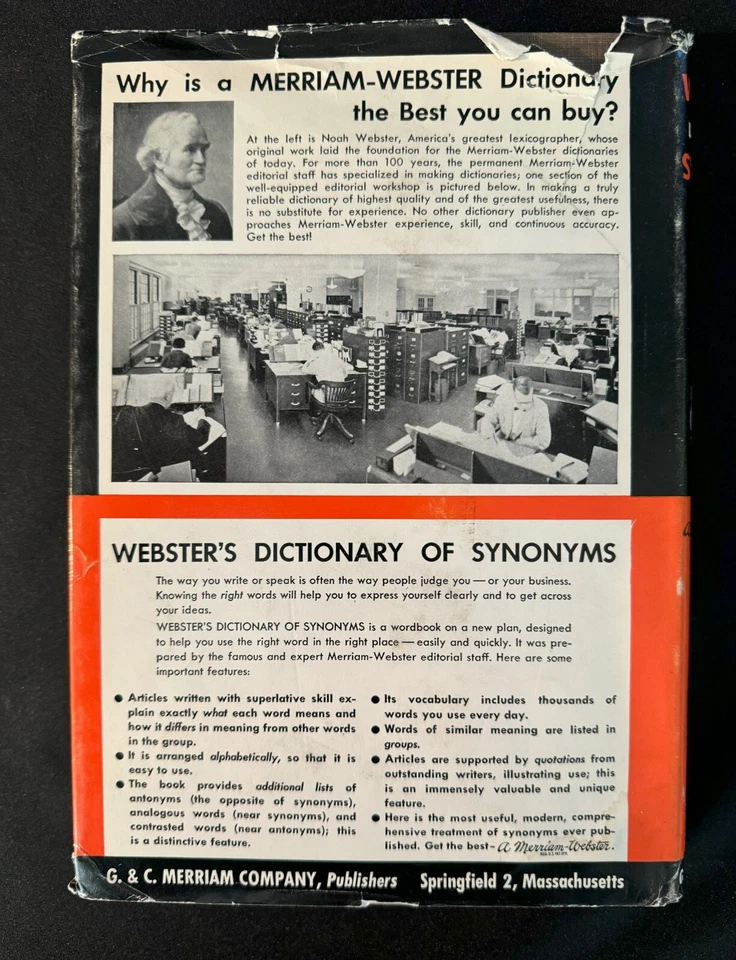 Why is a MERRIAM-WEBSTER Dictionary
the Best you can buy?
At the left is Noah Webster, America's greatest lexicographer, whose
original work laid the foundation for the Merriam-Webster dictionaries
of today. For more than 100 years, the permanent Merriam-Webster
editorial staff has specialized in making dictionaries; one section of the
well-equipped editorial workshop is pictured below. In making a truly
reliable dictionary of highest quality and of the greatest usefulness, there
is no substitute for experience. No other dictionary publisher even ap-
proaches Merriam-Webster experience, skill, and continuous accuracy.
Get the best!
WEBSTER'S DICTIONARY OF SYNONYMS
The way you write or speak is often the way people judge you — or your business.
Knowing the right words will help you to express yourself clearly and to get across
your ideas.
WEBSTER'S DICTIONARY OF SYNONYMS is a wordbook on a new plan, designed
to help you use the right word in the right place — easily and quickly. It was pre-
pared by the famous and expert Merriam-Webster editorial staff. Here are some
important features:
● Articles written with superlative skill ex-
plain exactly what each word means and
how it differs in meaning from other words
in the group.
● It is arranged alphabetically, so that it is
easy to use.
● The book provides additional lists of
antonyms (the opposite of synonyms),
analogous words (near synonyms), and
contrasted words (near antonyms); this
is a distinctive feature.
● Its vocabulary includes thousands of
words you use every day.
● Words of similar meaning are listed in
groups.
● Articles are supported by quotations from
outstanding writers, illustrating use; this
is an immensely valuable and unique
feature.
● Here is the most useful, modern, compre-
hensive treatment of synonyms ever pub-
lished. Get the best - a Merriam-Webster.
REG. U.S. PAT. OFF.
G. & C. MERRIAM COMPANY, Publishers Springfield 2, Massachusetts